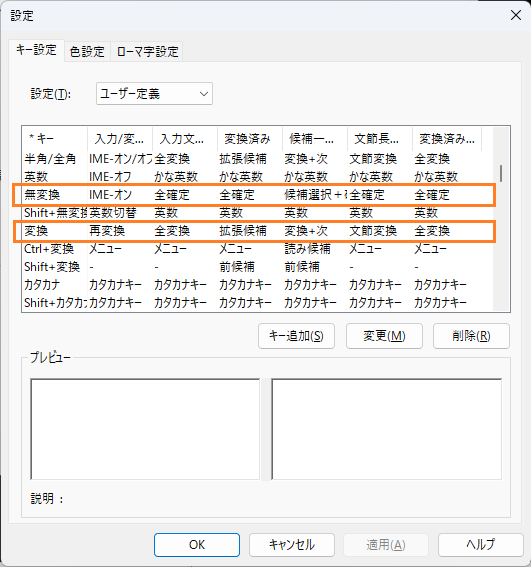 設定
キー設定 色設定 ローマ字設定
設定(T): ユーザー定義
* キー 入力/変... 入力文... 変換済み 候補一... 文節長... 変換済み...
半角/全角 IME-オン/オフ 全変換 拡張候補 変換+次 文節変換 全変換
英数 IME-オフ かな英数 かな英数 かな英数 かな英数 かな英数
無変換 IME-オン 全確定 全確定 候補選択+ 全確定 全確定
Shift+無変換 英数切替 英数 英数 英数 英数 英数
変換 再変換 全変換 拡張候補 変換+次 文節変換 全変換
Ctrl+変換 メニュー メニュー メニュー 読み候補 メニュー メニュー
Shift+変換 - - 前候補 前候補 - -
カタカナ カタカナキー カタカナキー カタカナキー カタカナキー カタカナキー カタカナキー
Shift+カタカナ カタカナキー カタカナキー カタカナキー カタカナキー カタカナキー カタカナキー
キー追加(S) 変更(M) 削除(R)
プレビュー
説明 :
OK キャンセル 適用(A) ヘルプ